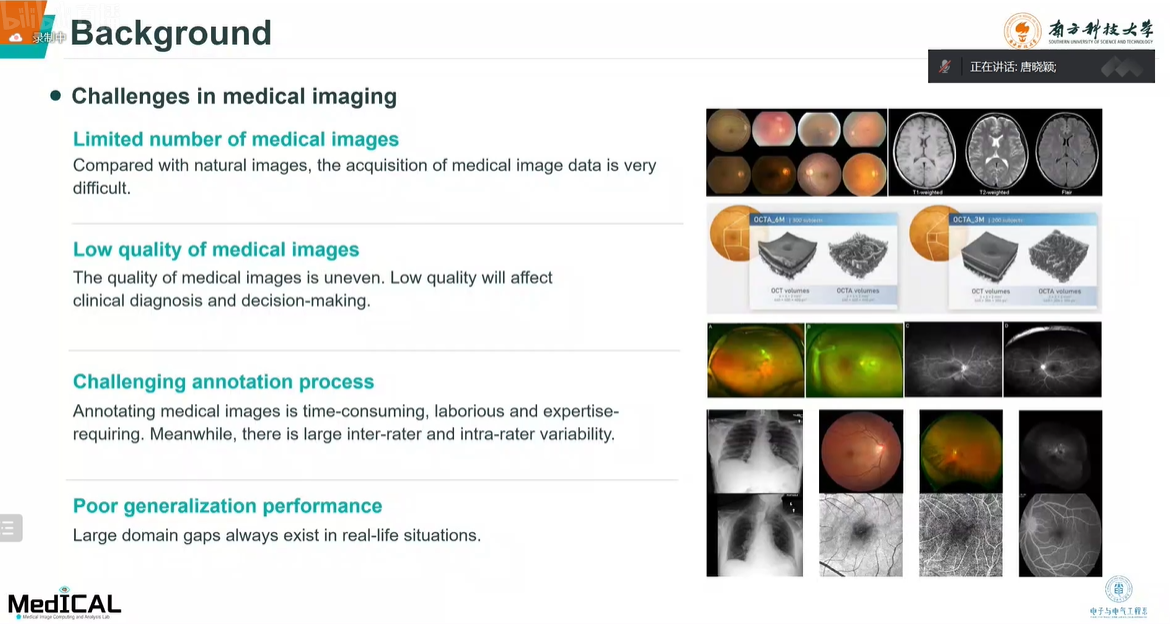 bilibili
录制中
Background
南方科技大学
SOUTHERN UNIVERSITY OF SCIENCE AND TECHNOLOGY
正在讲话: 唐晓颖;
Challenges in medical imaging
Limited number of medical images
Compared with natural images, the acquisition of medical image data is very
difficult.
Low quality of medical images
The quality of medical images is uneven. Low quality will affect
clinical diagnosis and decision-making.
Challenging annotation process
Annotating medical images is time-consuming, laborious and expertise-
requiring. Meanwhile, there is large inter-rater and intra-rater variability.
Poor generalization performance
Large domain gaps always exist in real-life situations.
T1-weighted
T2-weighted
Flair
OCTA_6M | 300 subjects
OCT volumes
OCTA volumes
OCTA_3M | 200 subjects
OCT volumes
OCTA volumes
A
B
C
D
MedICAL
Medical Image Computing and Analysis Lab
电子与电气工程系